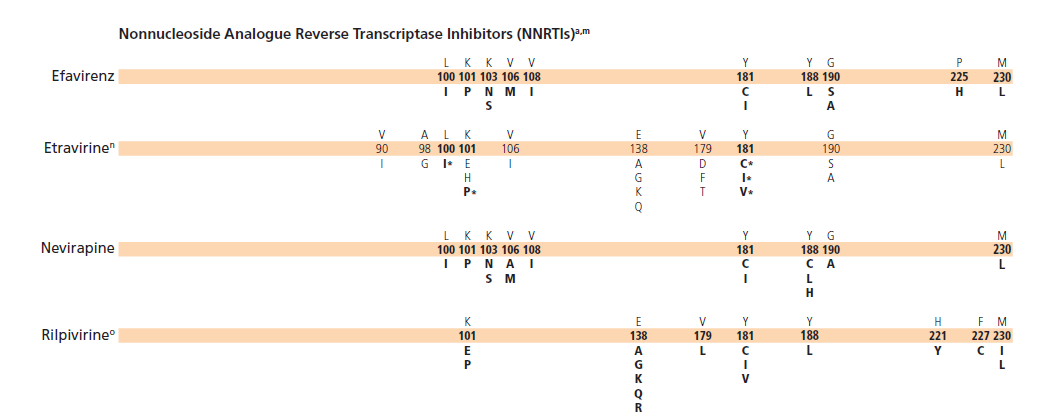 Nonnucleoside Analogue Reverse Transcriptase Inhibitors (NNRTIs)a,m
L K K V V Y Y G P M
Efavirenz 100 101 103 106 108 181 188 190 225 230
I P N M I C L S H L
S I A
V A L K V E V Y G M
Etravirineⁿ 90 98 100 101 106 138 179 181 190 230
I G I* E I A D C* S L
H G F I* A
P* K T V*
Q
L K K V V Y Y G M
Nevirapine 100 101 103 106 108 181 188 190 230
I P N A I C C A L
S M I L
H
K E V Y Y H F M
Rilpivirineᵒ 101 138 179 181 188 221 227 230
E A L C L Y C I
P G I L
K V
Q
R